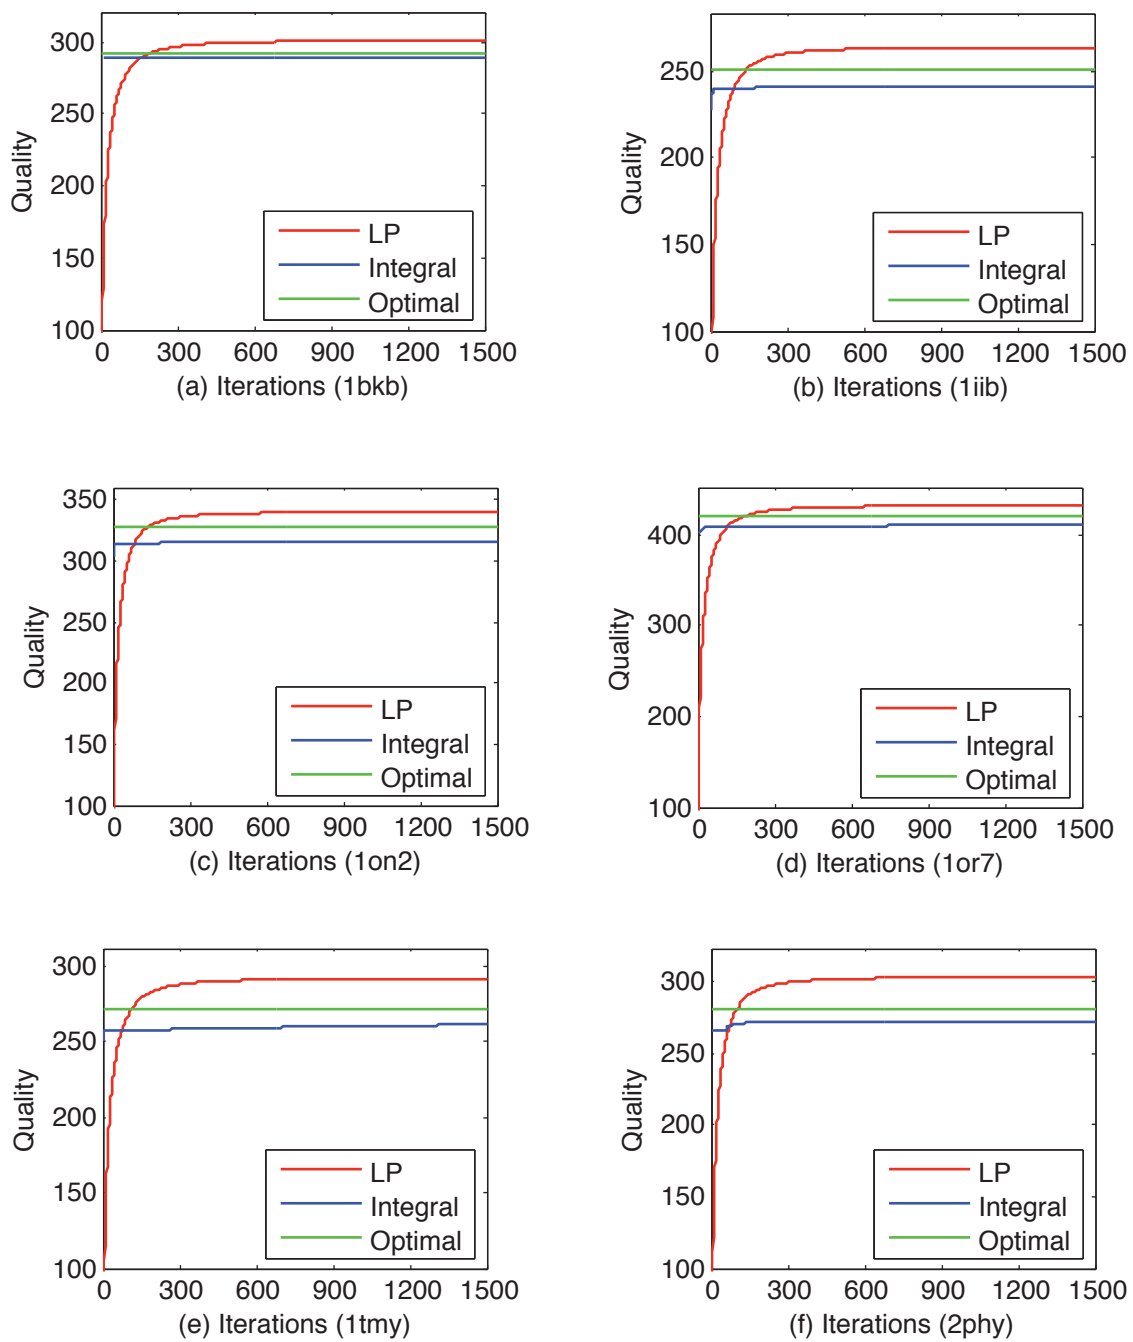 300
250
200
150
100
Quality
LP
Integral
Optimal
0 300 600 900 1200 1500
(a) Iterations (1bkb)
250
200
150
100
Quality
LP
Integral
Optimal
0 300 600 900 1200 1500
(b) Iterations (1iib)
350
300
250
200
150
100
Quality
LP
Integral
Optimal
0 300 600 900 1200 1500
(c) Iterations (1on2)
400
300
200
100
Quality
LP
Integral
Optimal
0 300 600 900 1200 1500
(d) Iterations (1or7)
300
250
200
150
100
Quality
LP
Integral
Optimal
0 300 600 900 1200 1500
(e) Iterations (1tmy)
300
250
200
150
100
Quality
LP
Integral
Optimal
0 300 600 900 1200 1500
(f) Iterations (2phy)